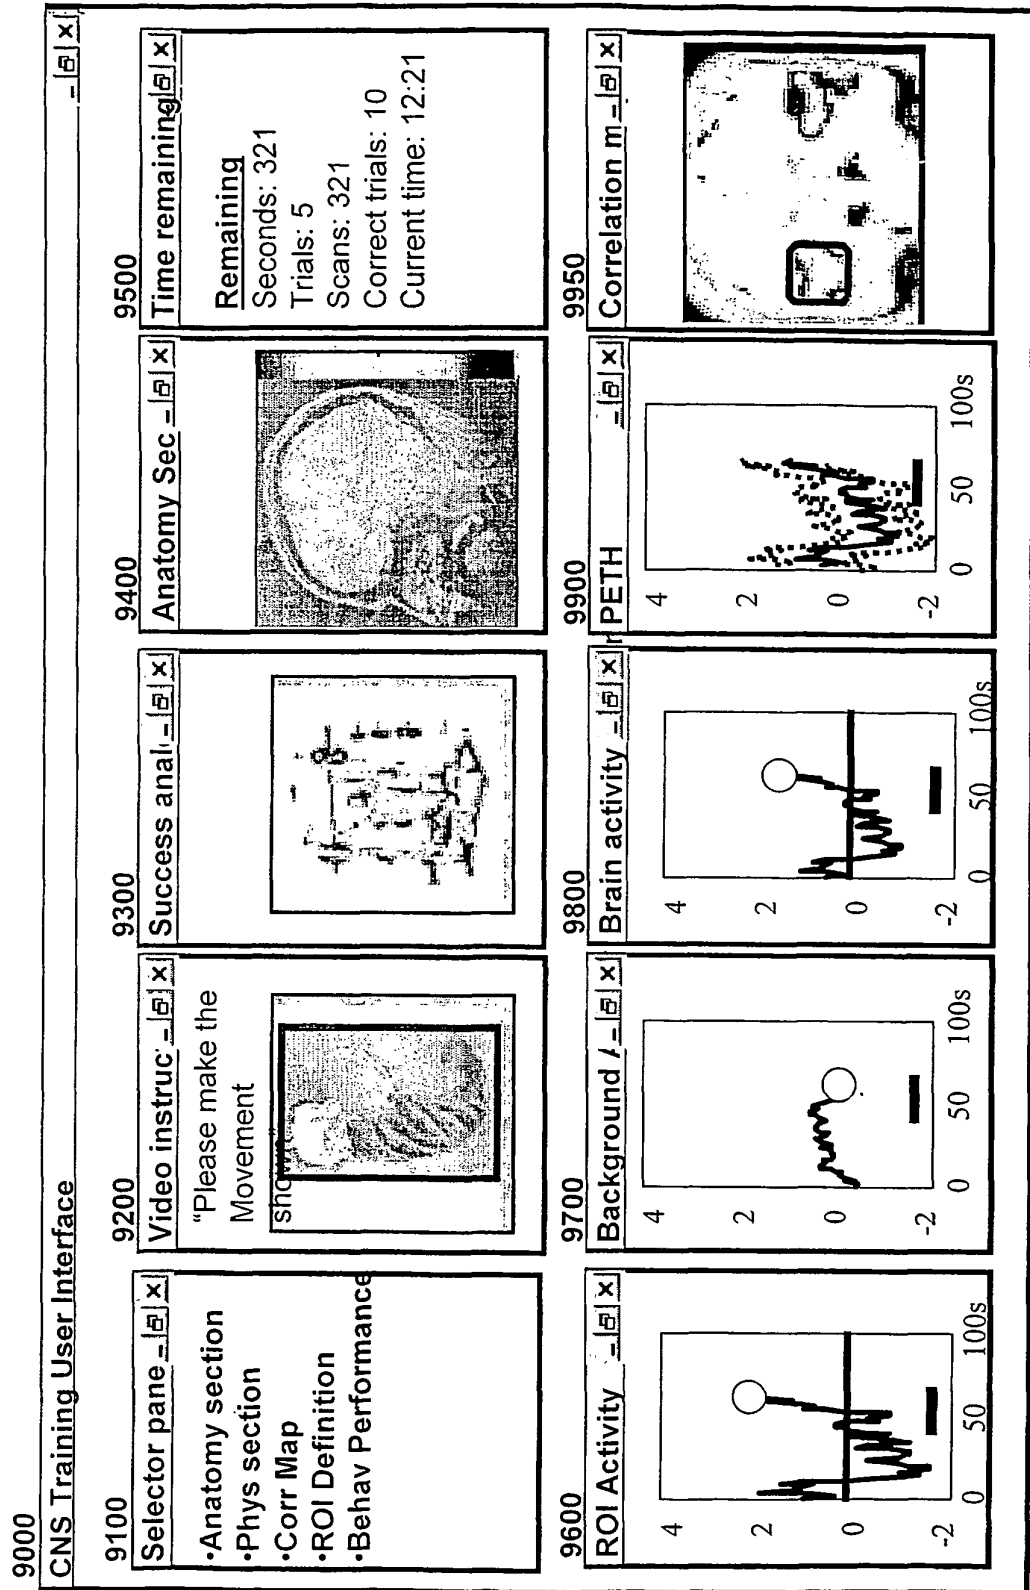 9000
CNS Training User Interface
9100
Selector pane
•Anatomy section
•Phys section
•Corr Map
•ROI Definition
•Behav Performance
9200
Video instruc
“Please make the
Movement
shown”
9300
Success anal
9400
Anatomy Sec
9500
Time remaining
Remaining
Seconds: 321
Trials: 5
Scans: 321
Correct trials: 10
Current time: 12:21
9600
ROI Activity
4
2
0
-2
0 50 100s
9700
Background
4
2
0
-2
0 50 100s
9800
Brain activity
4
2
0
-2
0 50 100s
9900
PETH
4
2
0
-2
0 50 100s
9950
Correlation m